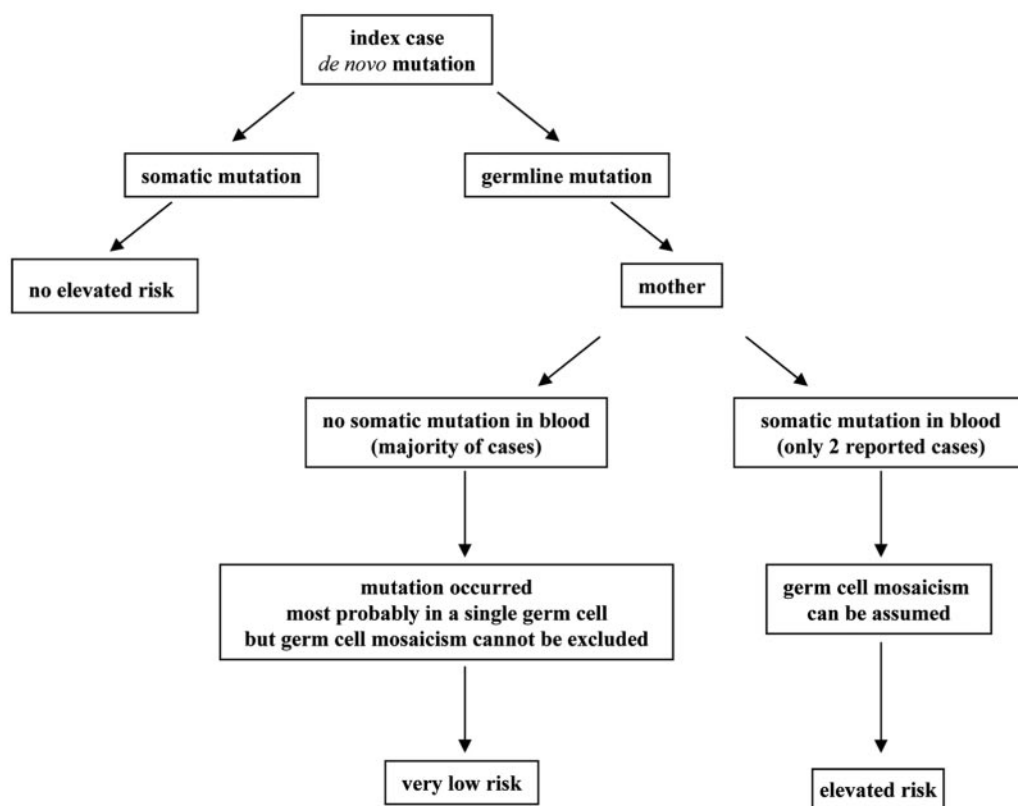 index case
de novo mutation
somatic mutation
germline mutation
no elevated risk
mother
no somatic mutation in blood
(majority of cases)
somatic mutation in blood
(only 2 reported cases)
mutation occurred
most probably in a single germ cell
but germ cell mosaicism cannot be excluded
germ cell mosaicism
can be assumed
very low risk
elevated risk